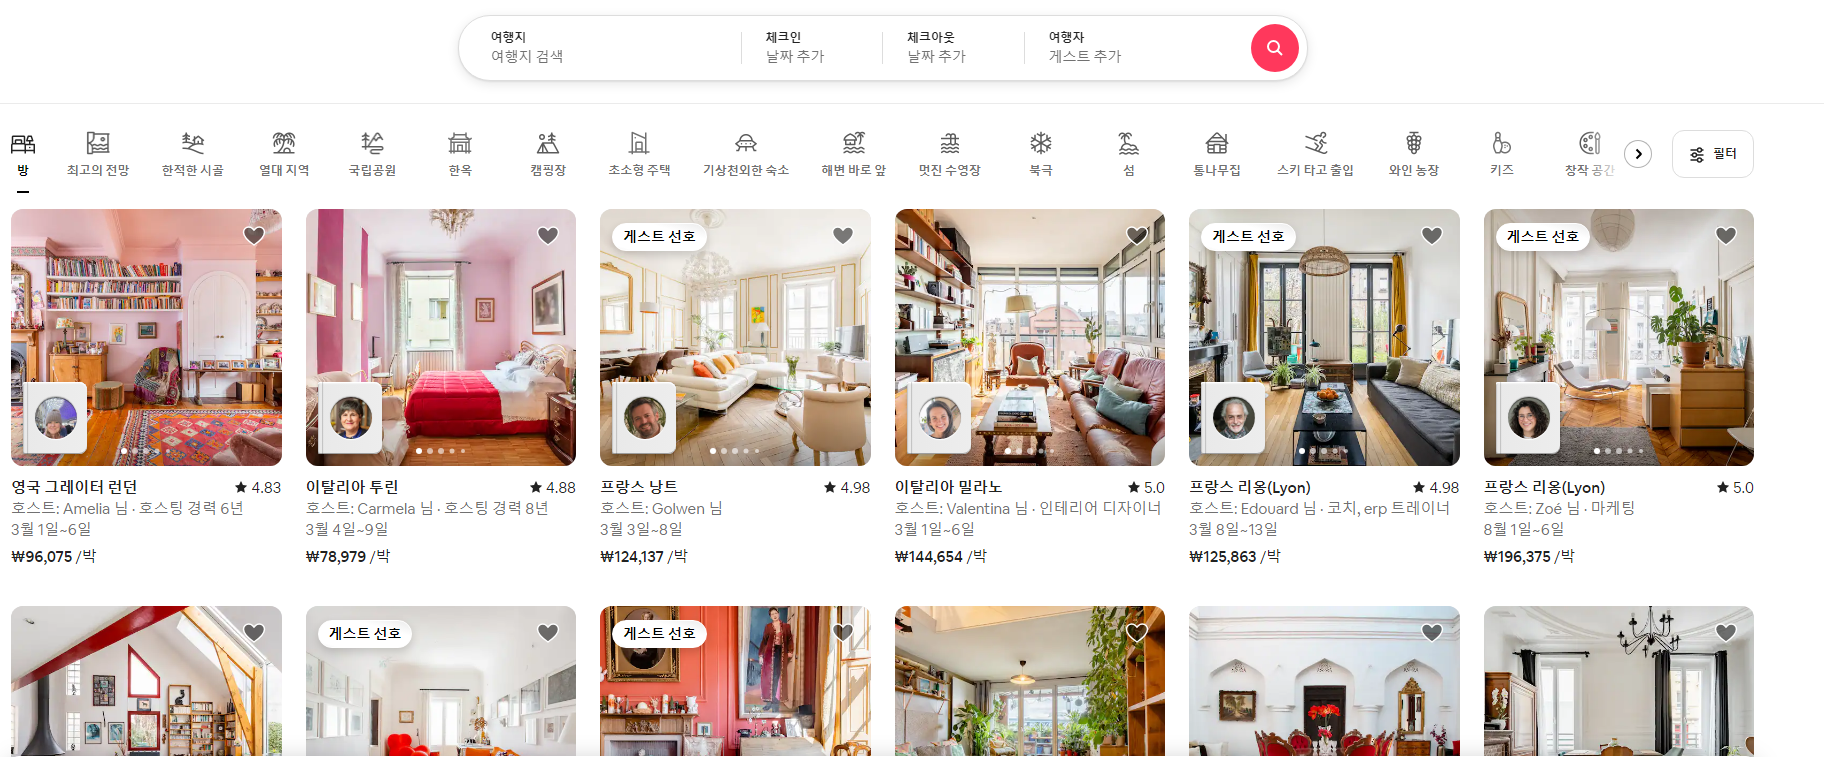 여행지
여행지 검색
체크인
날짜 추가
체크아웃
날짜 추가
여행자
게스트 추가
방
최고의 전망
한적한 시골
열대 지역
국립공원
한옥
캠핑장
초소형 주택
기상천외한 숙소
해변 바로 앞
멋진 수영장
북극
섬
통나무집
스키 타고 출입
와인 농장
키즈
창작 공간
필터
게스트 선호
게스트 선호
게스트 선호
영국 그레이터 런던
★ 4.83
호스트: Amelia 님 · 호스팅 경력 6년
3월 1일~6일
₩96,075 /박
이탈리아 투린
★ 4.88
호스트: Carmela 님 · 호스팅 경력 8년
3월 4일~9일
₩78,979 /박
프랑스 낭트
★ 4.98
호스트: Golwen 님
3월 3일~8일
₩124,137 /박
이탈리아 밀라노
★ 5.0
호스트: Valentina 님 · 인테리어 디자이너
3월 1일~6일
₩144,654 /박
프랑스 리옹(Lyon)
★ 4.98
호스트: Edouard 님 · 코치, erp 트레이너
3월 8일~13일
₩125,863 /박
프랑스 리옹(Lyon)
★ 5.0
호스트: Zoé 님 · 마케팅
8월 1일~6일
₩196,375 /박
게스트 선호
게스트 선호